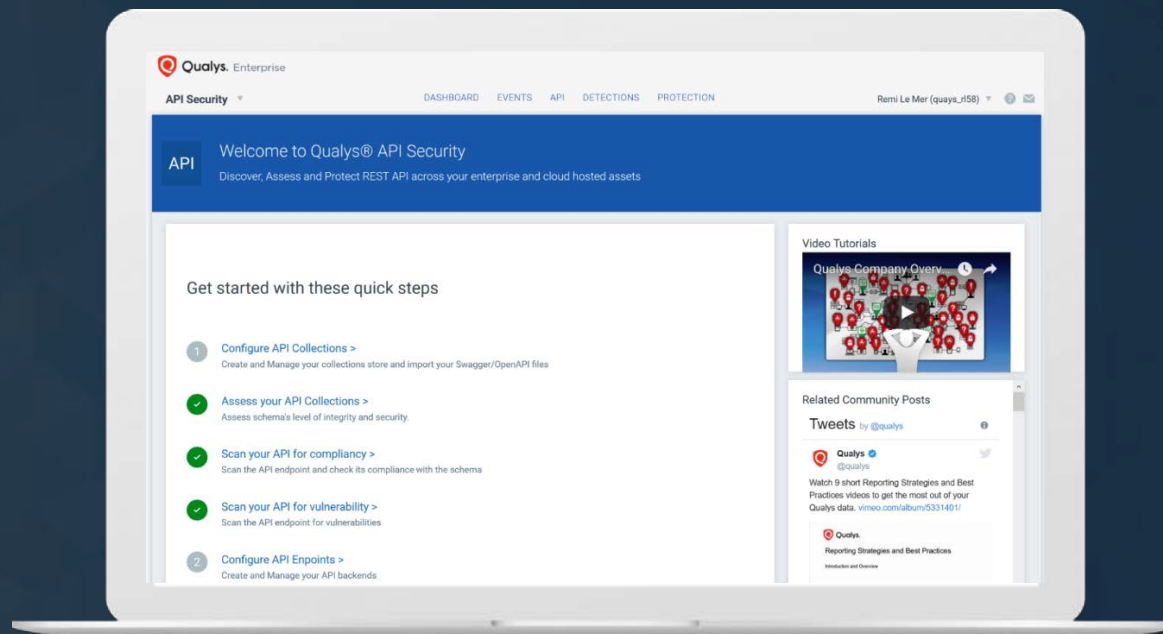 Qualys. Enterprise
API Security
DASHBOARD EVENTS API DETECTIONS PROTECTION
Remi Le Mer (quays_rl58)
API
Welcome to Qualys® API Security
Discover, Assess and Protect REST API across your enterprise and cloud hosted assets
Get started with these quick steps
1
Configure API Collections >
Create and Manage your collections store and import your Swagger/OpenAPI files
Assess your API Collections >
Assess schema's level of integrity and security.
Scan your API for compliancy >
Scan the API endpoint and check its compliance with the schema
Scan your API for vulnerability >
Scan the API endpoint for vulnerabilities
2
Configure API Enpoints >
Create and Manage your API backends
Video Tutorials
Qualys Company Overv...
Related Community Posts
Tweets by @qualys
Qualys
@qualys
Watch 9 short Reporting Strategies and Best
Practices videos to get the most out of your
Qualys data. vimeo.com/album/5331401/
Qualys.
Reporting Strategies and Best Practices
Introduction and Overview